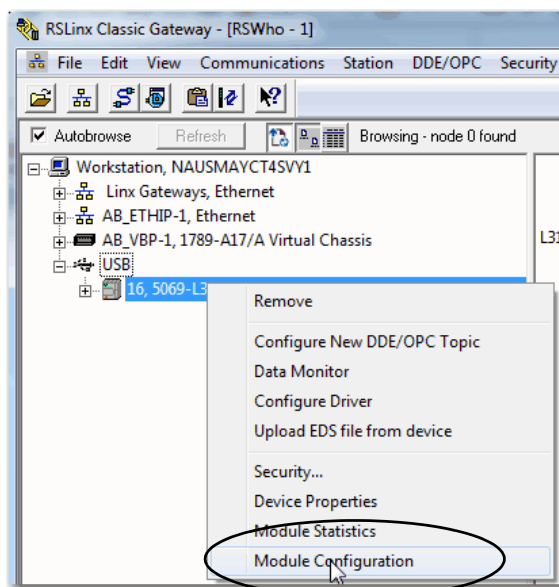 RSLinx Classic Gateway - [RSWho - 1]
File Edit View Communications Station DDE/OPC Security
Autobrowse Refresh Browsing - node 0 found
Workstation, NAUSMAYCT4SVY1
Linx Gateways, Ethernet
AB_ETHIP-1, Ethernet
AB_VBP-1, 1789-A17/A Virtual Chassis
L31
USB
16, 5069-L3
Remove
Configure New DDE/OPC Topic
Data Monitor
Configure Driver
Upload EDS file from device
Security...
Device Properties
Module Statistics
Module Configuration